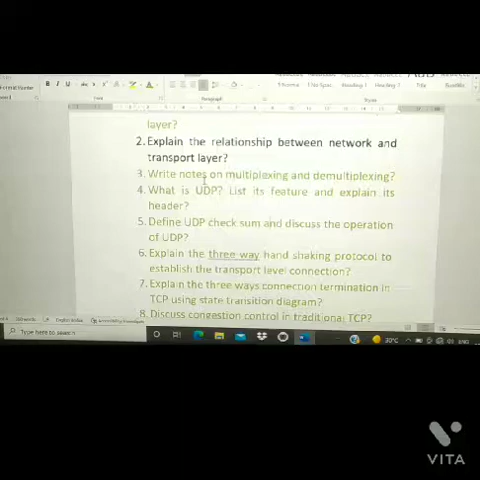 layer?
2. Explain the relationship between network and
transport layer?
3. Write notes on multiplexing and demultiplexing?
4. What is UDP? List its feature and explain its
header?
5. Define UDP check sum and discuss the operation
of UDP?
6. Explain the three way hand shaking protocol to
establish the transport level connection?
7. Explain the three ways connection termination in
TCP using state transition diagram?
8. Discuss congestion control in traditional TCP?
Type here to search
30°C
VITA